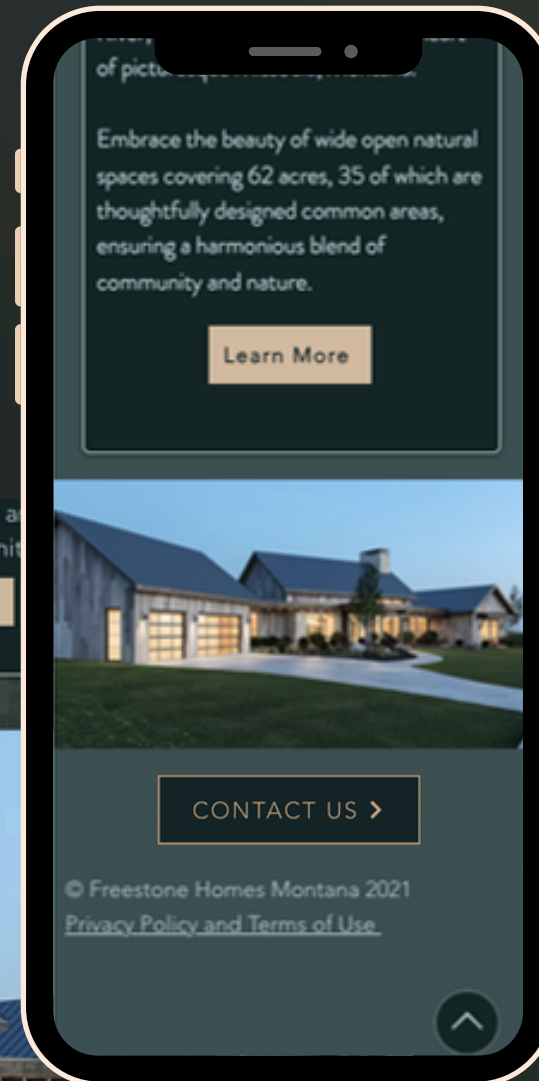 of
Embrace the beauty of wide open natural
spaces covering 62 acres, 35 of which are
thoughtfully designed common areas,
ensuring a harmonious blend of
community and nature.
Learn More
CONTACT US
© Freestone Homes Montana 2021
Privacy Policy and Terms of Use